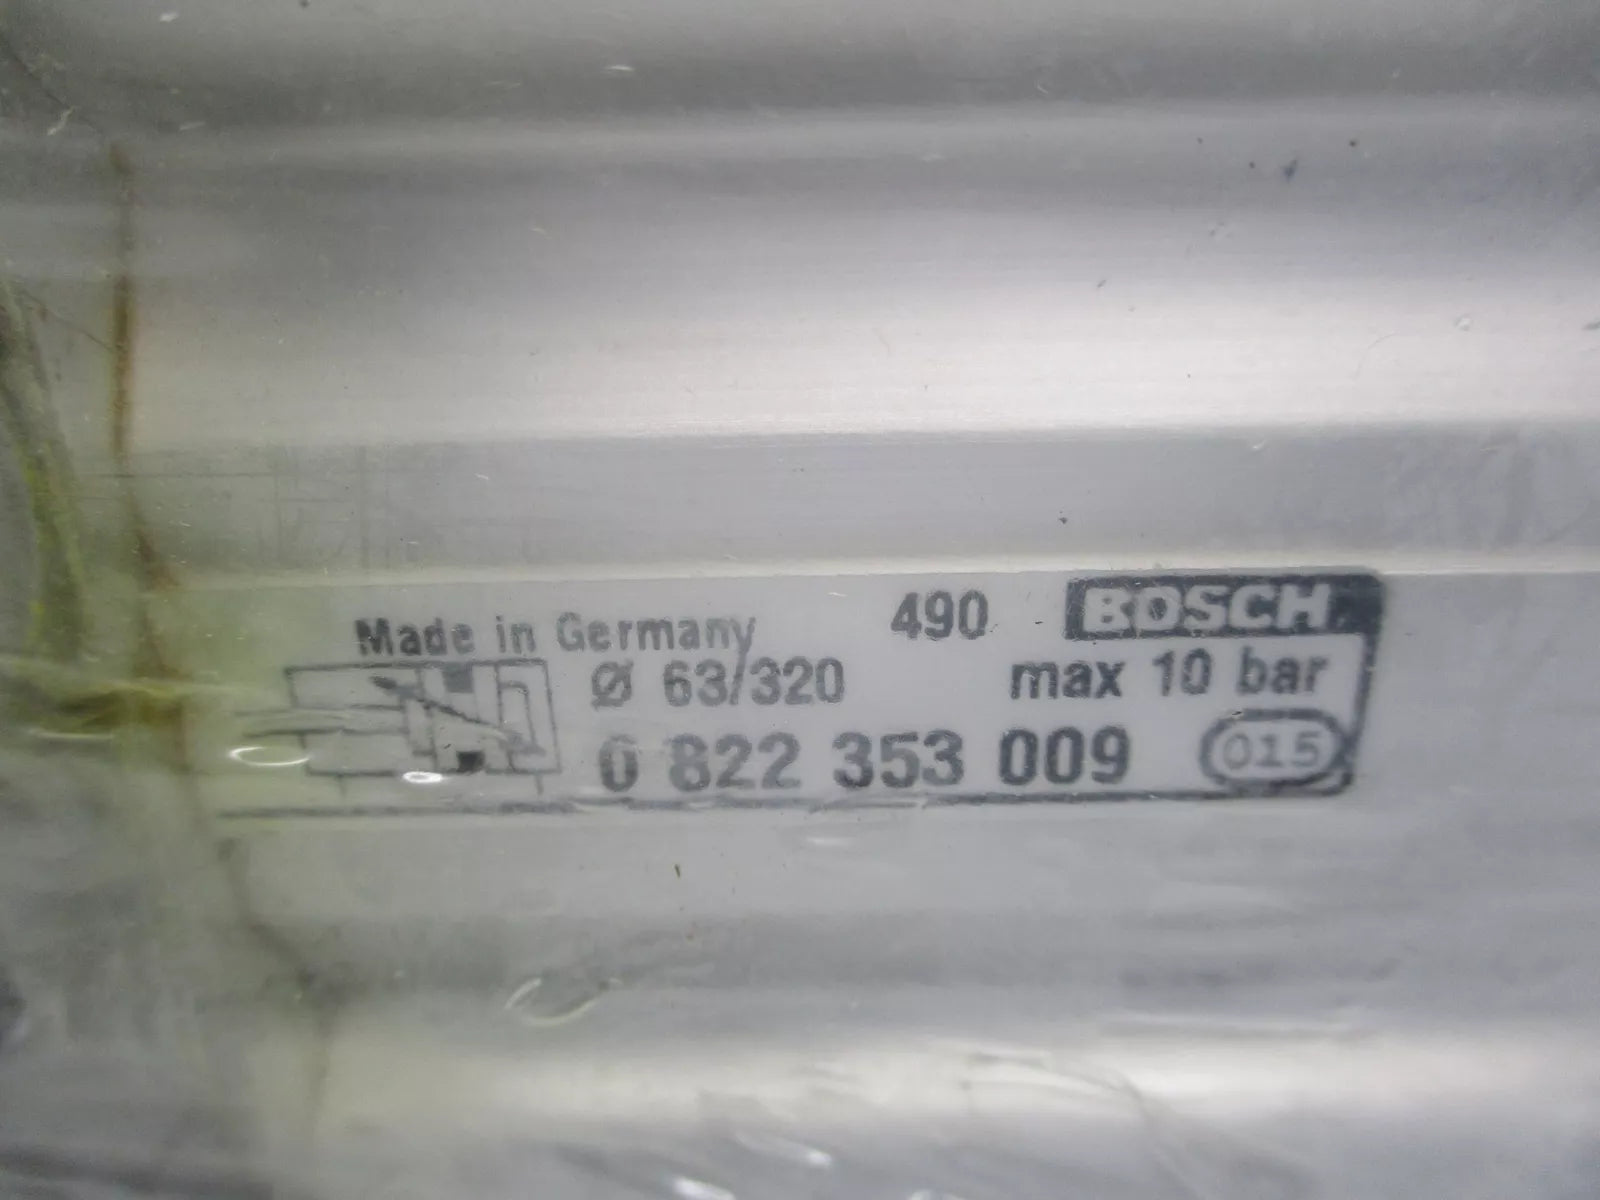 Made in Germany 490 BOSCH
Ø 63/320 max 10 bar
0 822 353 009 015